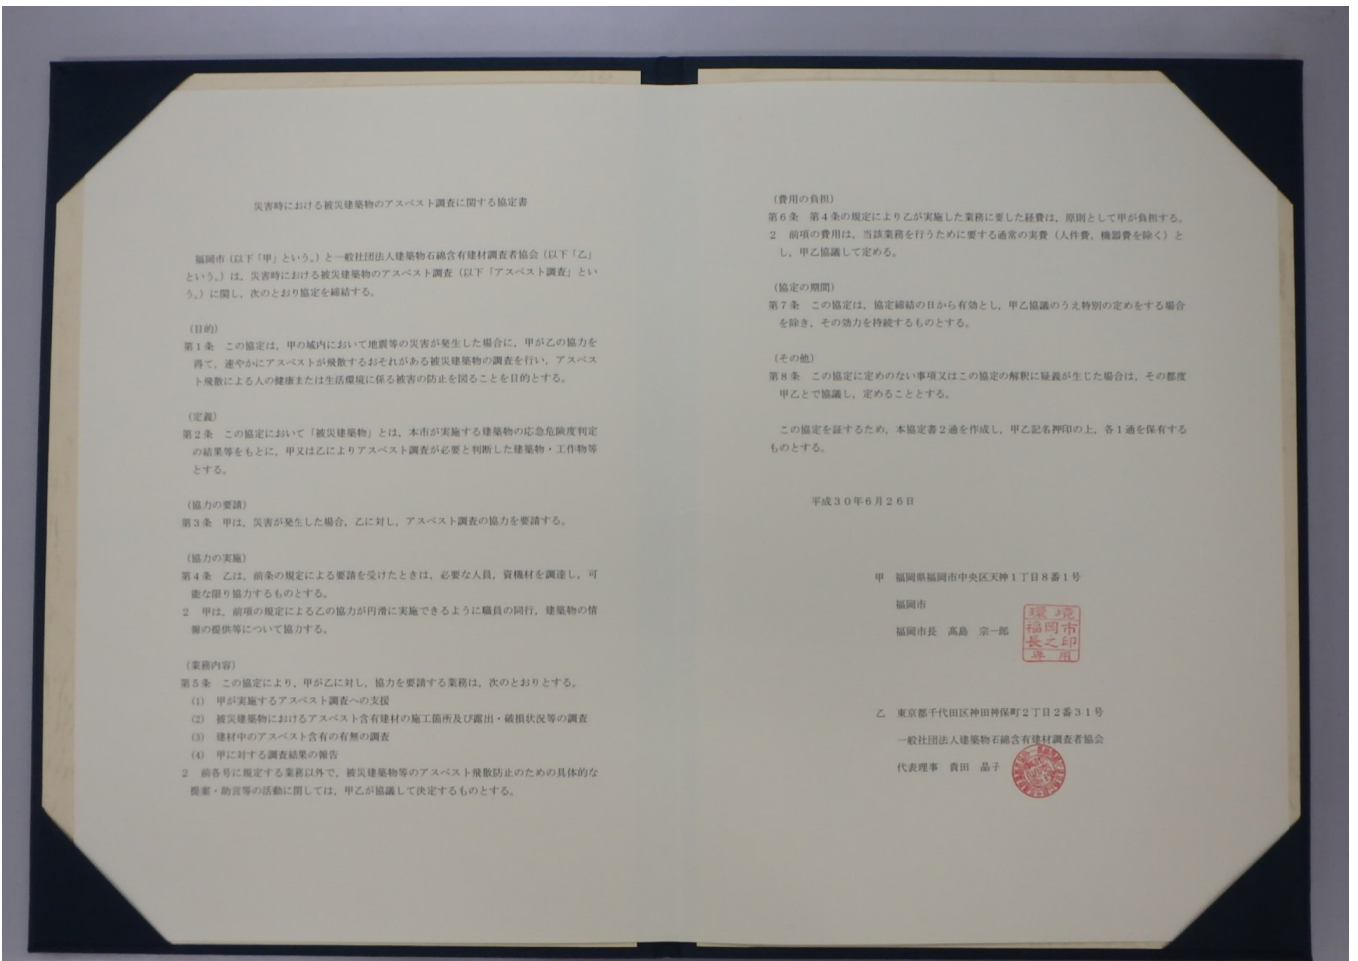 災害時における被災建築物のアスベスト調査に関する協定書
福岡市（以下「甲」という。）と一般社団法人建築物石綿含有建材調査者協会（以下「乙」
という。）は、災害時における被災建築物のアスベスト調査（以下「アスベスト調査」とい
う。）に関し、次のとおり協定を締結する。
（目的）
第１条　この協定は、甲の域内において地震等の災害が発生した場合に、甲が乙の協力を
得て、速やかにアスベストが飛散するおそれがある被災建築物の調査を行い、アスベス
ト飛散による人の健康または生活環境に係る被害の防止を図ることを目的とする。
（定義）
第２条　この協定において「被災建築物」とは、本市が実施する建築物の応急危険度判定
の結果等をもとに、甲又は乙によりアスベスト調査が必要と判断した建築物・工作物等
とする。
（協力の要請）
第３条　甲は、災害が発生した場合、乙に対し、アスベスト調査の協力を要請する。
（協力の実施）
第４条　乙は、前条の規定による要請を受けたときは、必要な人員、資機材を調達し、可
能な限り協力するものとする。
２　甲は、前項の規定による乙の協力が円滑に実施できるように職員の同行、建築物の情
報の提供等について協力する。
（業務内容）
第５条　この協定により、甲が乙に対し、協力を要請する業務は、次のとおりとする。
(1)　甲が実施するアスベスト調査への支援
(2)　被災建築物におけるアスベスト含有建材の施工箇所及び露出・破損状況等の調査
(3)　建材中のアスベスト含有の有無の調査
(4)　甲に対する調査結果の報告
２　前各号に規定する業務以外で、被災建築物等のアスベスト飛散防止のための具体的な
提案・助言等の活動に関しては、甲乙が協議して決定するものとする。
（費用の負担）
第６条　第４条の規定により乙が実施した業務に要した経費は、原則として甲が負担する。
２　前項の費用は、当該業務を行うために要する通常の実費（人件費、機器費を除く）と
し、甲乙協議して定める。
（協定の期間）
第７条　この協定は、協定締結の日から有効とし、甲乙協議のうえ特別の定めをする場合
を除き、その効力を持続するものとする。
（その他）
第８条　この協定に定めのない事項又はこの協定の解釈に疑義が生じた場合は、その都度
甲乙とで協議し、定めることとする。
この協定を証するため、本協定書２通を作成し、甲乙記名押印の上、各１通を保有する
ものとする。
平成３０年６月２６日
甲　福岡県福岡市中央区天神１丁目８番１号
福岡市
福岡市長　髙島　宗一郎
環境
福岡市
長之印
専用
乙　東京都千代田区神田神保町２丁目２番３１号
一般社団法人建築物石綿含有建材調査者協会
代表理事　貴田　晶子